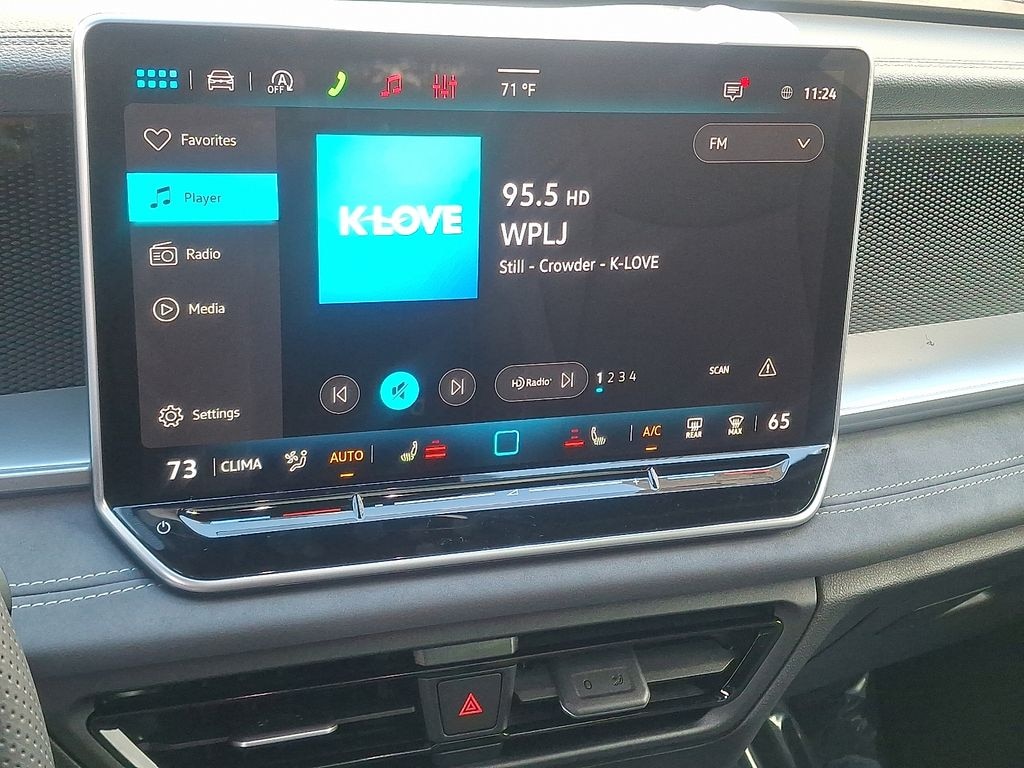 OFF
71 °F
11:24
Favorites
FM
Player
K-LOVE
95.5 HD
WPLJ
Radio
Still - Crowder - K-LOVE
Media
HD Radio
1 2 3 4
SCAN
Settings
73
CLIMA
AUTO
A/C
REAR
MAX
65